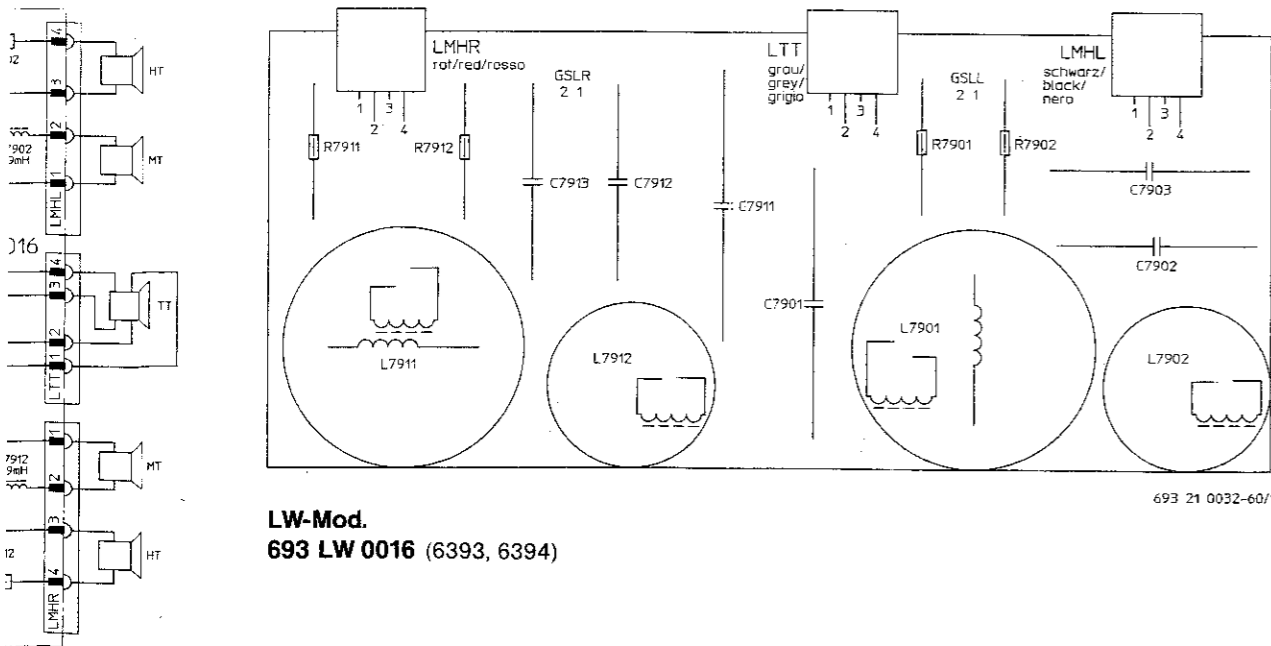 4
HT
3
2
7902
9mH
MT
1
LMHL
016
4
3
TT
2
1
LTT
1
7912
9mH
MT
2
3
HT
12
4
LMHR
LMHR
rot/red/rosso
1 3
2 4
GSLR
2 1
LTT
grau/
grey/
grigio
1 3
2 4
GSLL
2 1
LMHL
schwarz/
black/
nero
1 3
2 4
R7911
R7912
C7913
C7912
C7911
R7901
R7902
C7903
C7902
C7901
L7911
L7912
L7901
L7902
693 21 0032-60/
LW-Mod.
693 LW 0016 (6393, 6394)